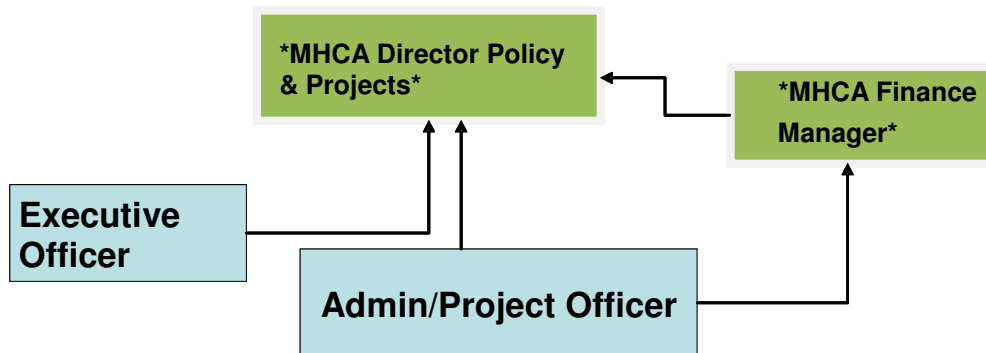 *MHCA Director Policy
& Projects*
*MHCA Finance
Manager*
Executive
Officer
Admin/Project Officer